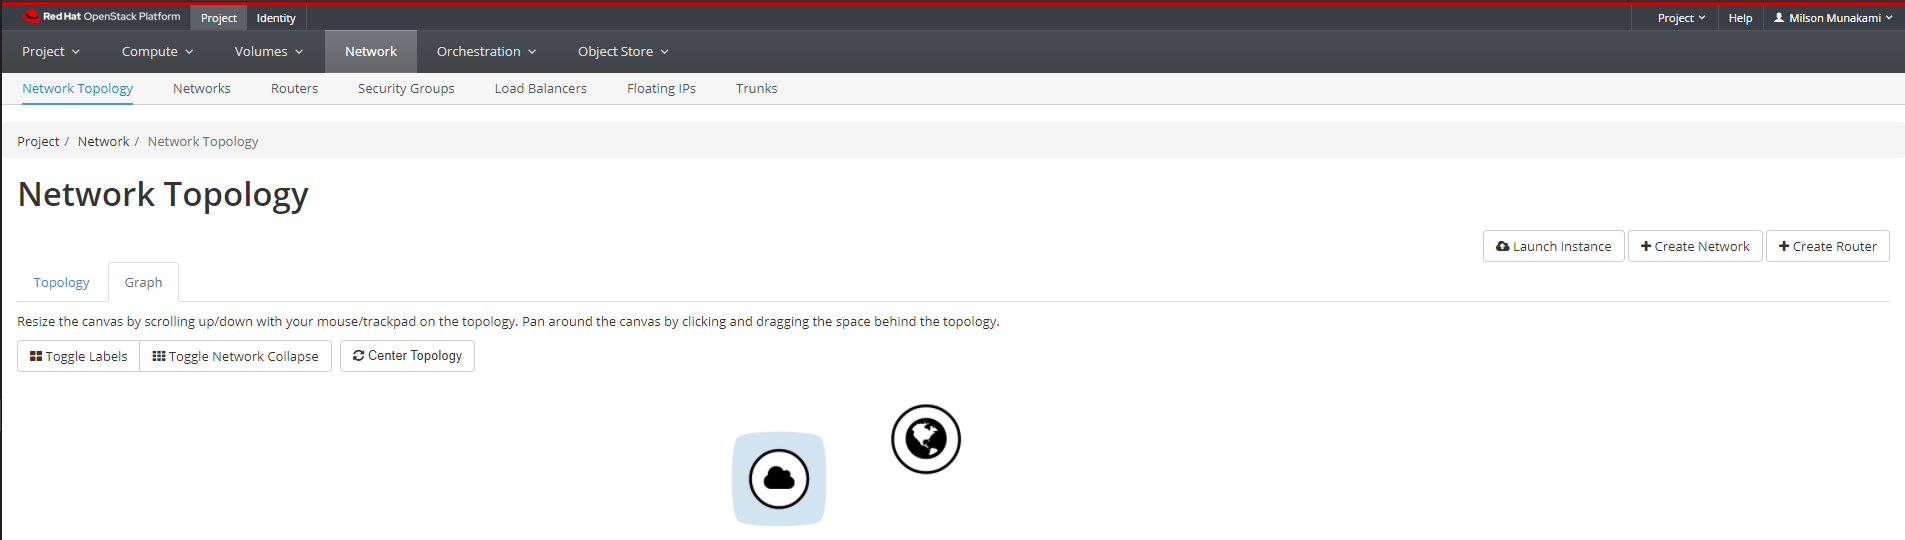 Red Hat OpenStack Platform Project Identity Project Help Milson Munakami
Project Compute Volumes Network Orchestration Object Store
Network Topology Networks Routers Security Groups Load Balancers Floating IPs Trunks
Project / Network / Network Topology
Network Topology
Launch Instance + Create Network + Create Router
Topology Graph
Resize the canvas by scrolling up/down with your mouse/trackpad on the topology. Pan around the canvas by clicking and dragging the space behind the topology.
Toggle Labels Toggle Network Collapse Center Topology